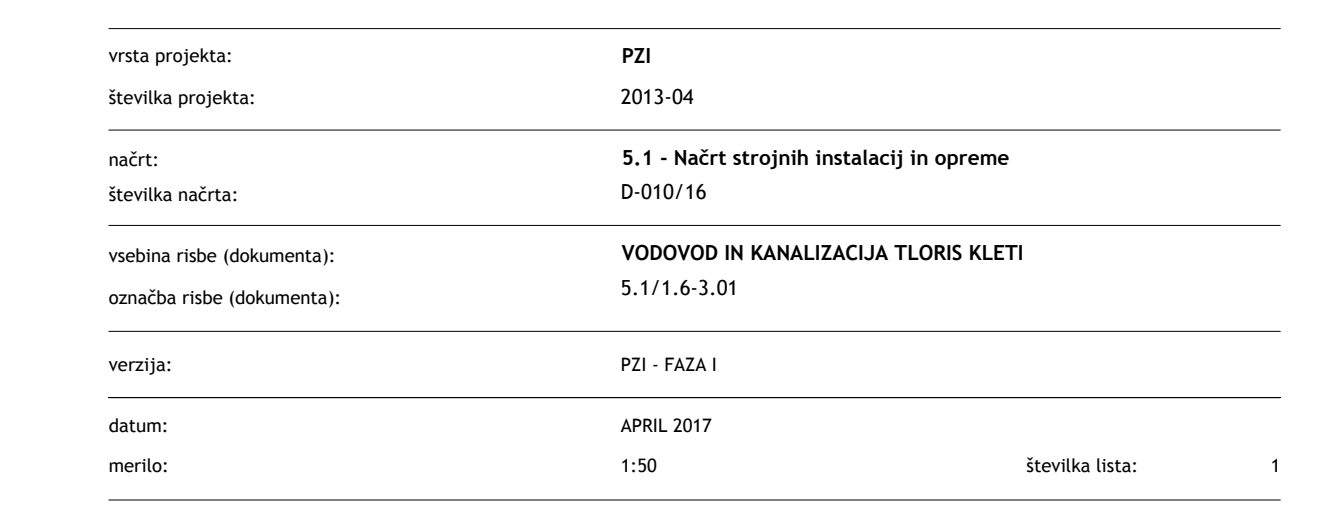 vrsta projekta: PZI
številka projekta: 2013-04
načrt: 5.1 - Načrt strojnih instalacij in opreme
številka načrta: D-010/16
vsebina risbe (dokumenta): VODOVOD IN KANALIZACIJA TLORIS KLETI
označba risbe (dokumenta): 5.1/1.6-3.01
verzija: PZI - FAZA I
datum: APRIL 2017
merilo: 1:50 številka lista: 1